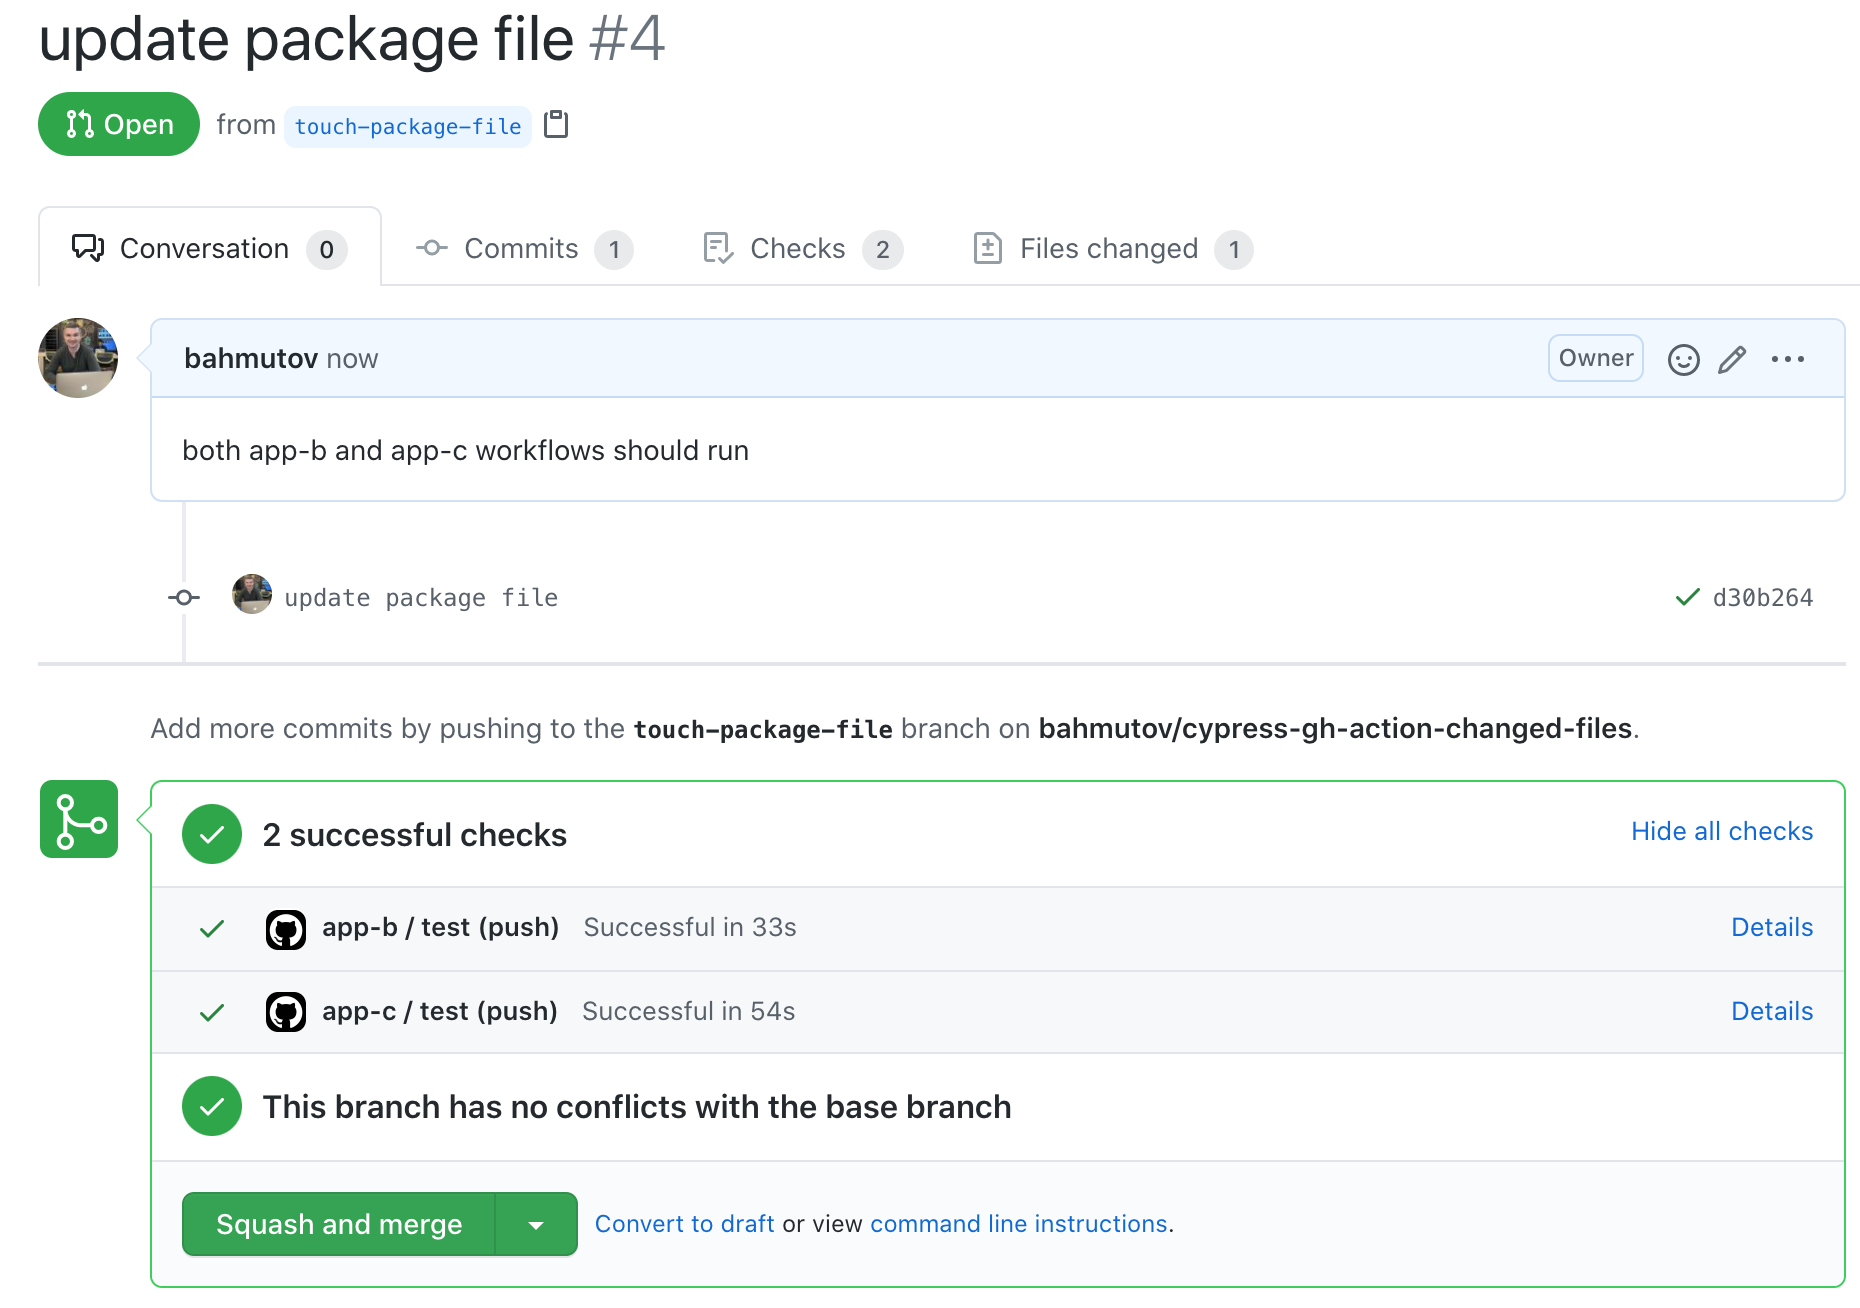 update package file #4
Open from touch-package-file
Conversation 0 Commits 1 Checks 2 Files changed 1
bahmutov now Owner
both app-b and app-c workflows should run
update package file d30b264
Add more commits by pushing to the touch-package-file branch on bahmutov/cypress-gh-action-changed-files.
2 successful checks Hide all checks
app-b / test (push) Successful in 33s Details
app-c / test (push) Successful in 54s Details
This branch has no conflicts with the base branch
Squash and merge Convert to draft or view command line instructions.